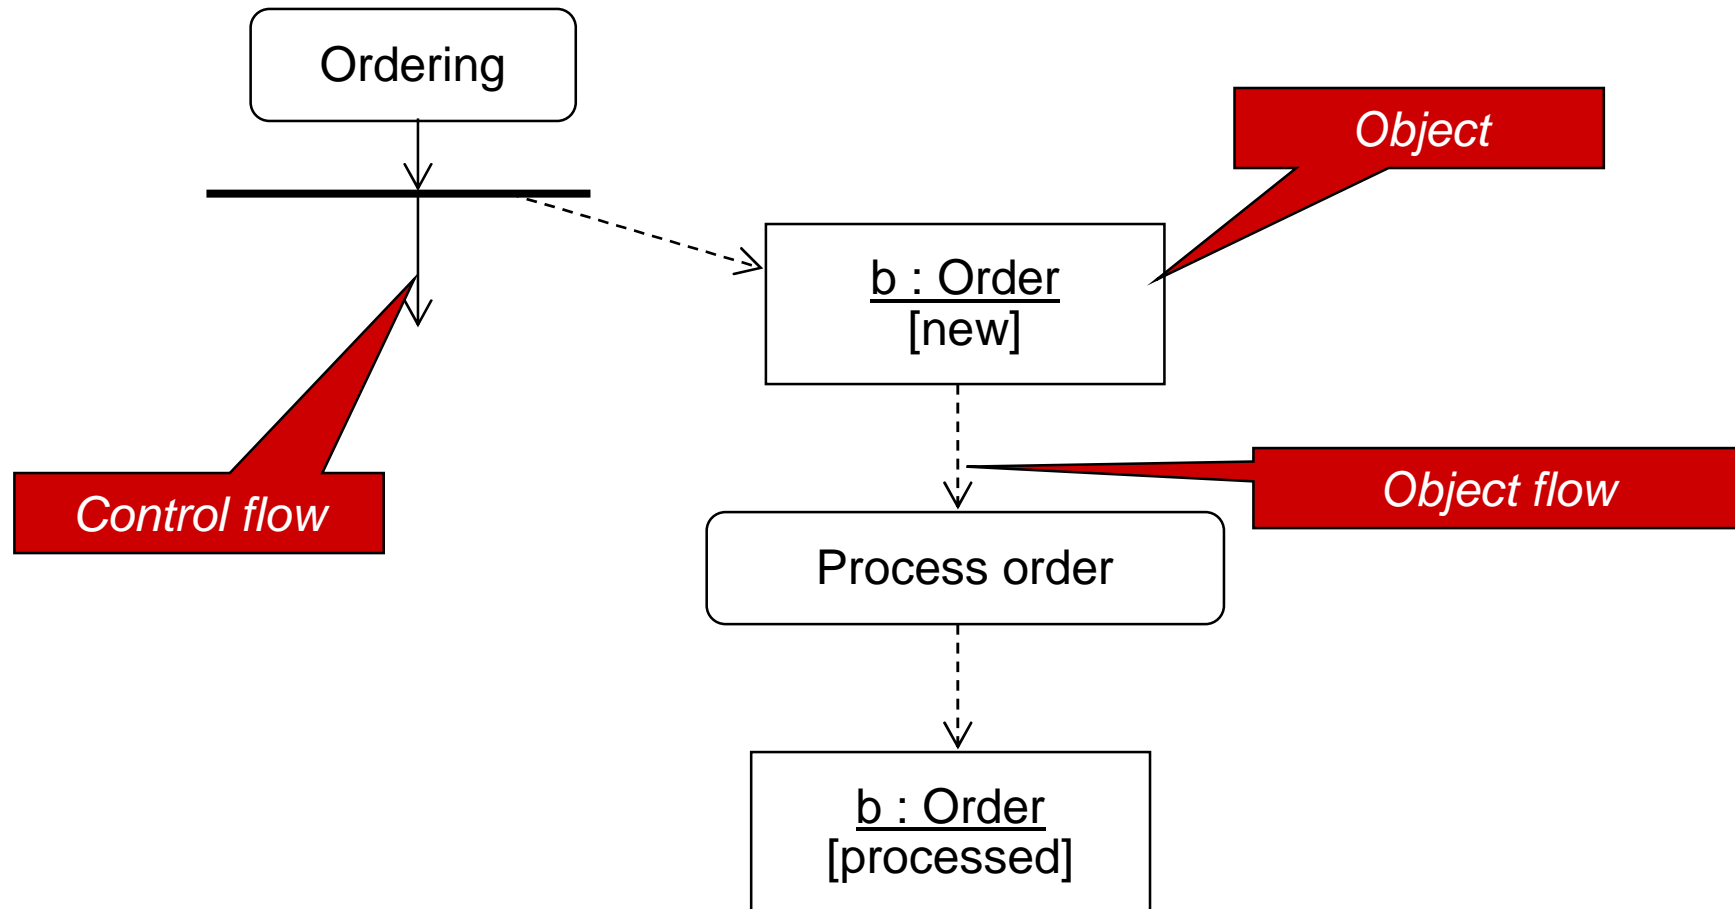 Ordering
Object
b : Order
[new]
Control flow
Object flow
Process order
b : Order
[processed]